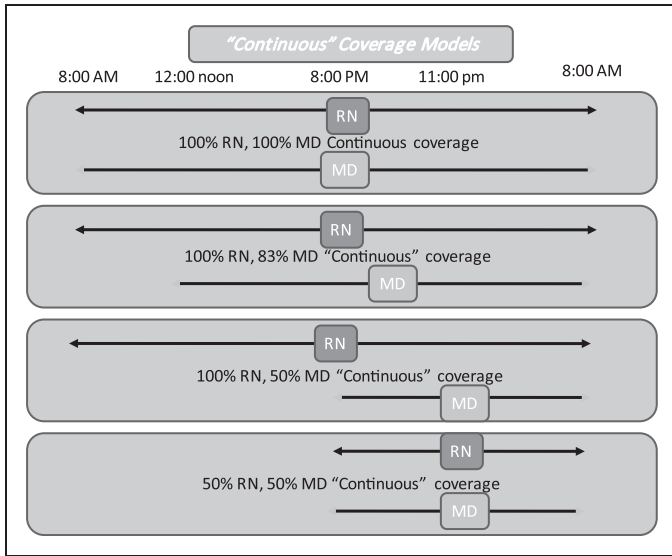 “Continuous” Coverage Models
8:00 AM 12:00 noon 8:00 PM 11:00 pm 8:00 AM
RN
100% RN, 100% MD Continuous coverage
MD
RN
100% RN, 83% MD “Continuous” coverage
MD
RN
100% RN, 50% MD “Continuous” coverage
MD
RN
50% RN, 50% MD “Continuous” coverage
MD